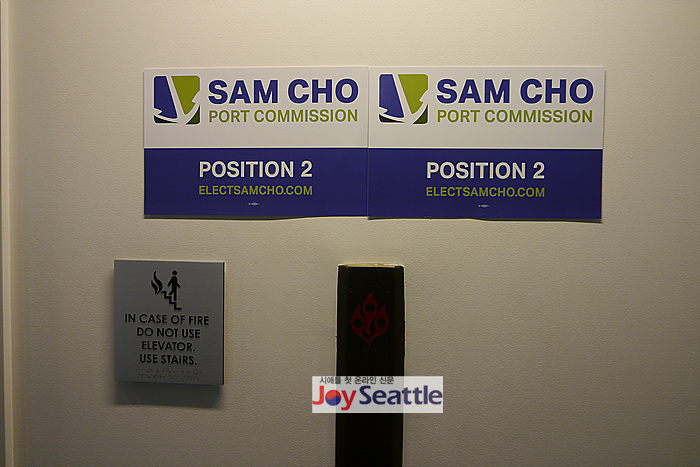 SAM CHO
PORT COMMISSION
POSITION 2
ELECTSAMCHO.COM
SAM CHO
PORT COMMISSION
POSITION 2
ELECTSAMCHO.COM
IN CASE OF FIRE
DO NOT USE
ELEVATOR.
USE STAIRS.
시애틀 첫 온라인 신문
JoySeattle